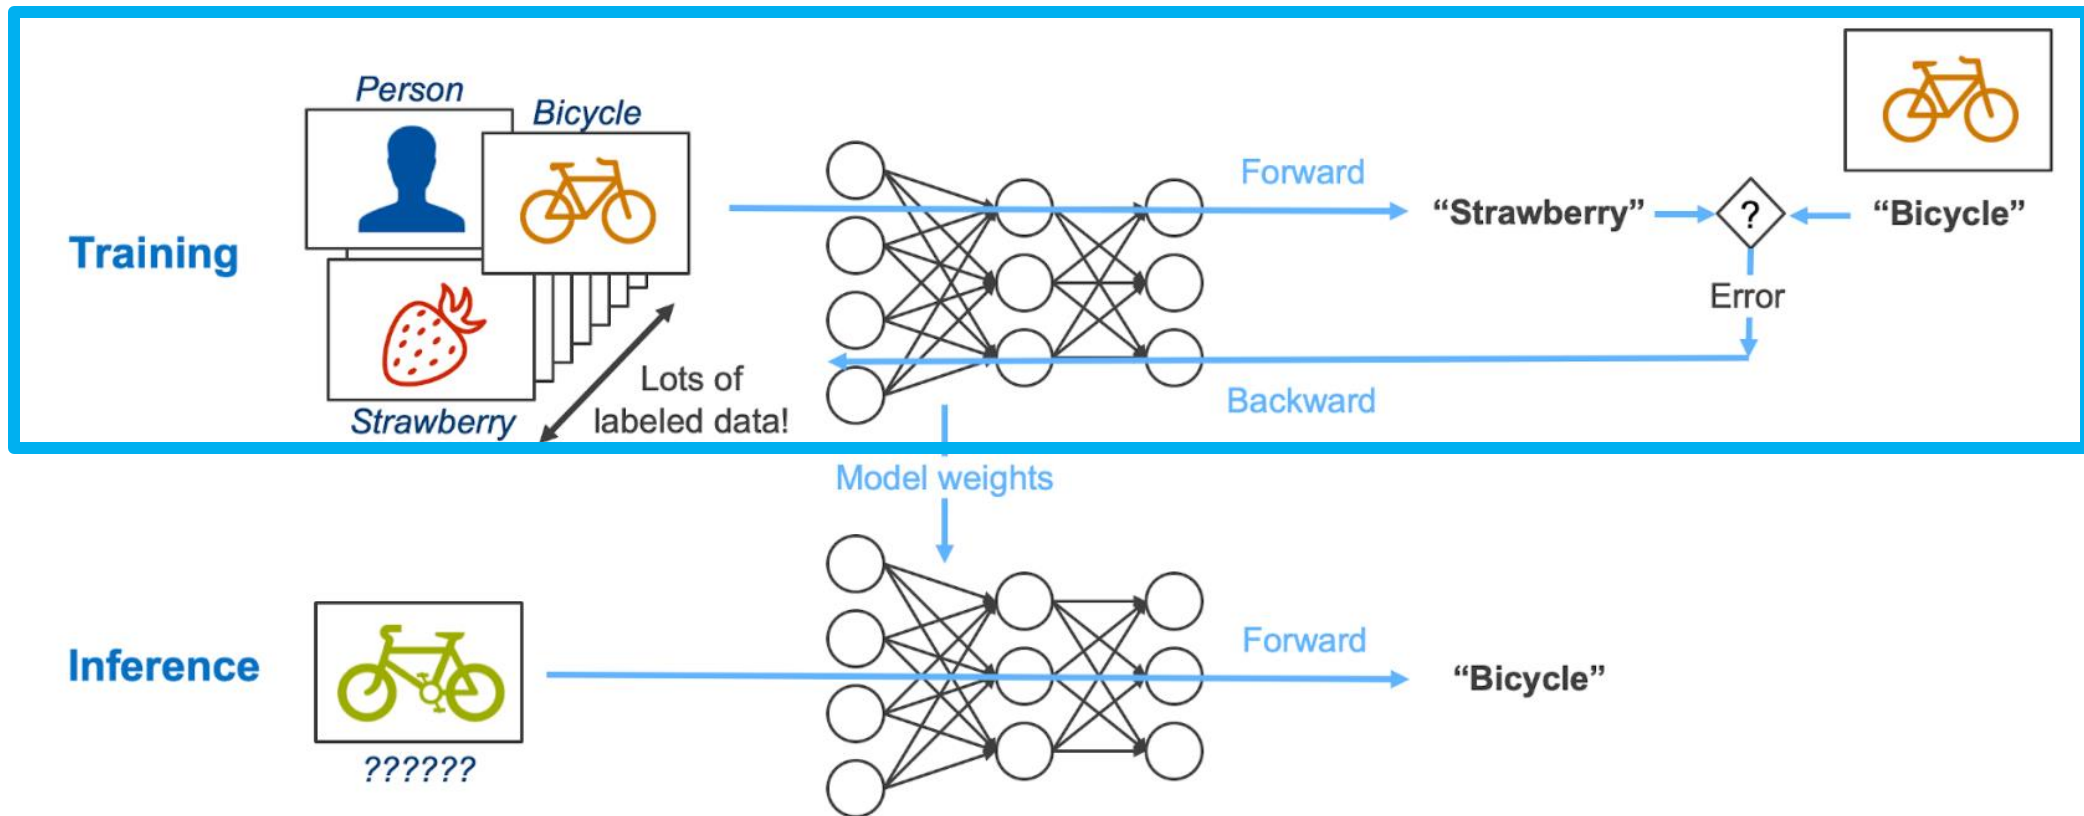 Training
Person
Bicycle
Strawberry
Lots of
labeled data!
Forward
“Strawberry”
?
“Bicycle”
Error
Backward
Model weights
Inference
??????
Forward
“Bicycle”